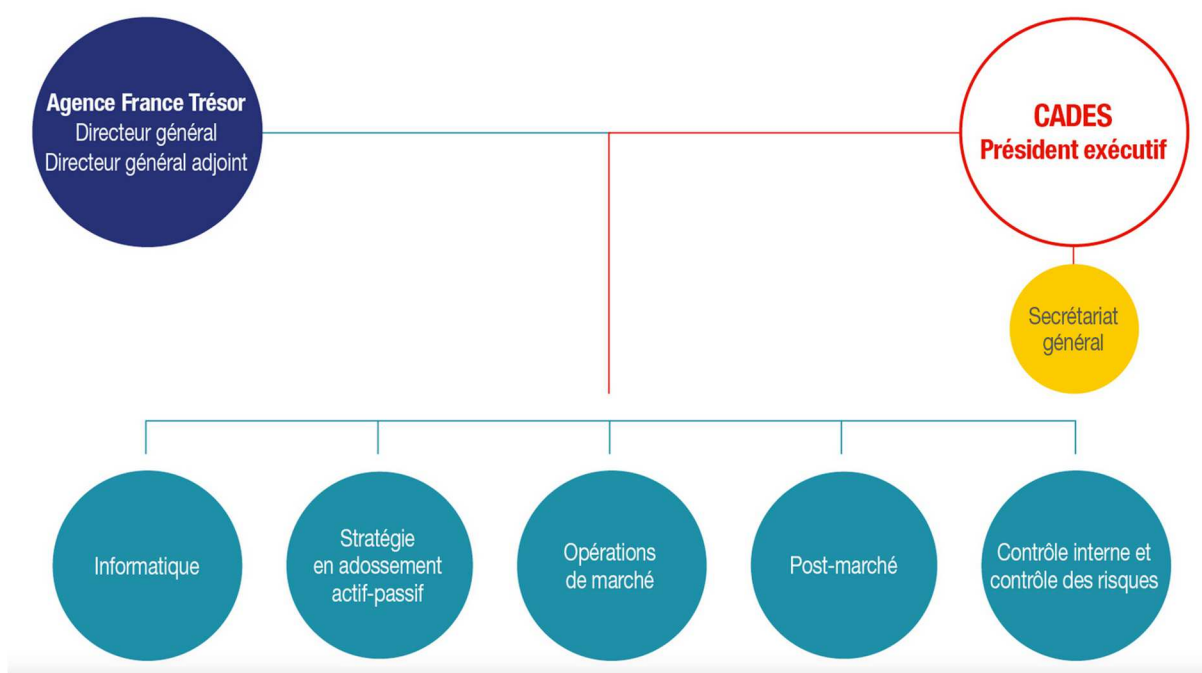 Agence France Trésor
Directeur général
Directeur général adjoint
CADES
Président exécutif
Secrétariat
général
Informatique
Stratégie
en adossement
actif-passif
Opérations
de marché
Post-marché
Contrôle interne et
contrôle des risques